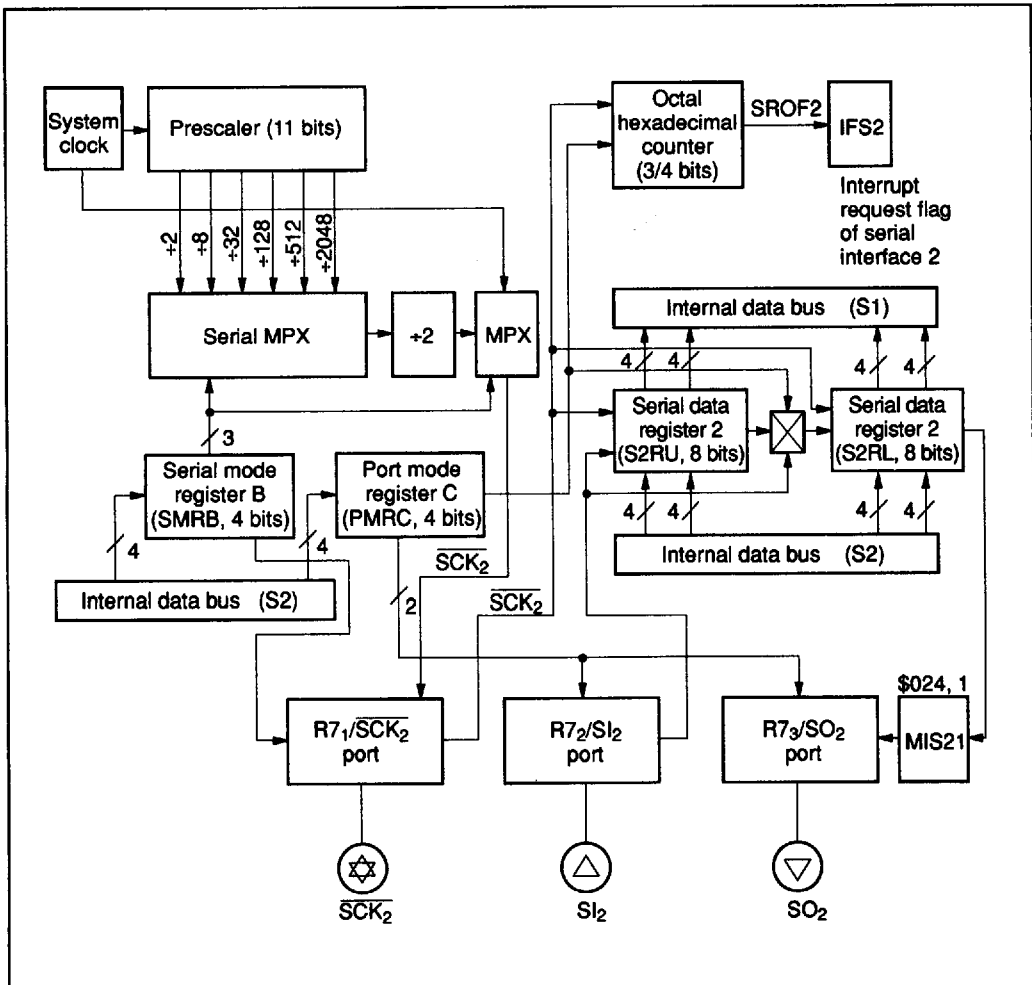 System
clock
Prescaler (11 bits)
÷2
÷8
÷32
÷128
÷512
÷2048
Serial MPX
÷2
MPX
3
Serial mode
register B
(SMRB, 4 bits)
4
Port mode
register C
(PMRC, 4 bits)
4
Internal data bus (S2)
2
SCK₂
SCK₂
Octal
hexadecimal
counter
(3/4 bits)
SROF2
IFS2
Interrupt
request flag
of serial
interface 2
Internal data bus (S1)
4
4
4
4
Serial data
register 2
(S2RU, 8 bits)
Serial data
register 2
(S2RL, 8 bits)
4
4
4
4
Internal data bus (S2)
R7₁/SCK₂
port
R7₂/SI₂
port
R7₃/SO₂
port
$024, 1
MIS21
SCK₂
SI₂
SO₂